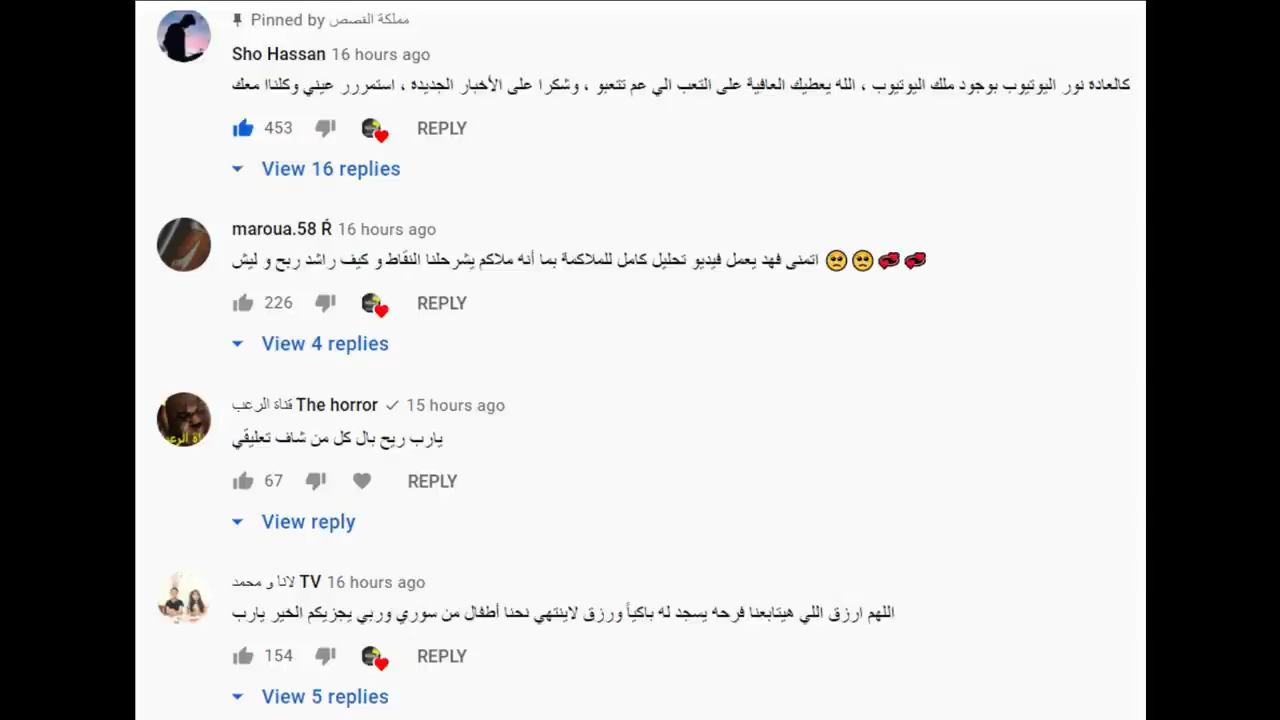 Pinned by مملكة القصص
Sho Hassan 16 hours ago
كالعادة نور اليوتيوب بوجود ملك اليوتيوب ، الله يعطيك العافية على التعب الي عم تتعبو ، وشكرا على الأخبار الجديدة ، استمررر عيني وكلناا معك
453 REPLY
View 16 replies
maroua.58 Ŕ 16 hours ago
اتمنى فهد يعمل فيديو تحليل كامل للملاكمة بما أنه ملاكم يشرحلنا النقاط و كيف راشد ربح و ليش 🥺🥺💞💞
226 REPLY
View 4 replies
قناة الرعب The horror 15 hours ago
يارب ريح بال كل من شاف تعليقي
67 REPLY
View reply
لانا و محمد TV 16 hours ago
اللهم ارزق اللي هيتابعنا فرحه يسجد له باكيأ ورزق لاينتهي نحنا أطفال من سوري وربي يجزيكم الخير يارب
154 REPLY
View 5 replies